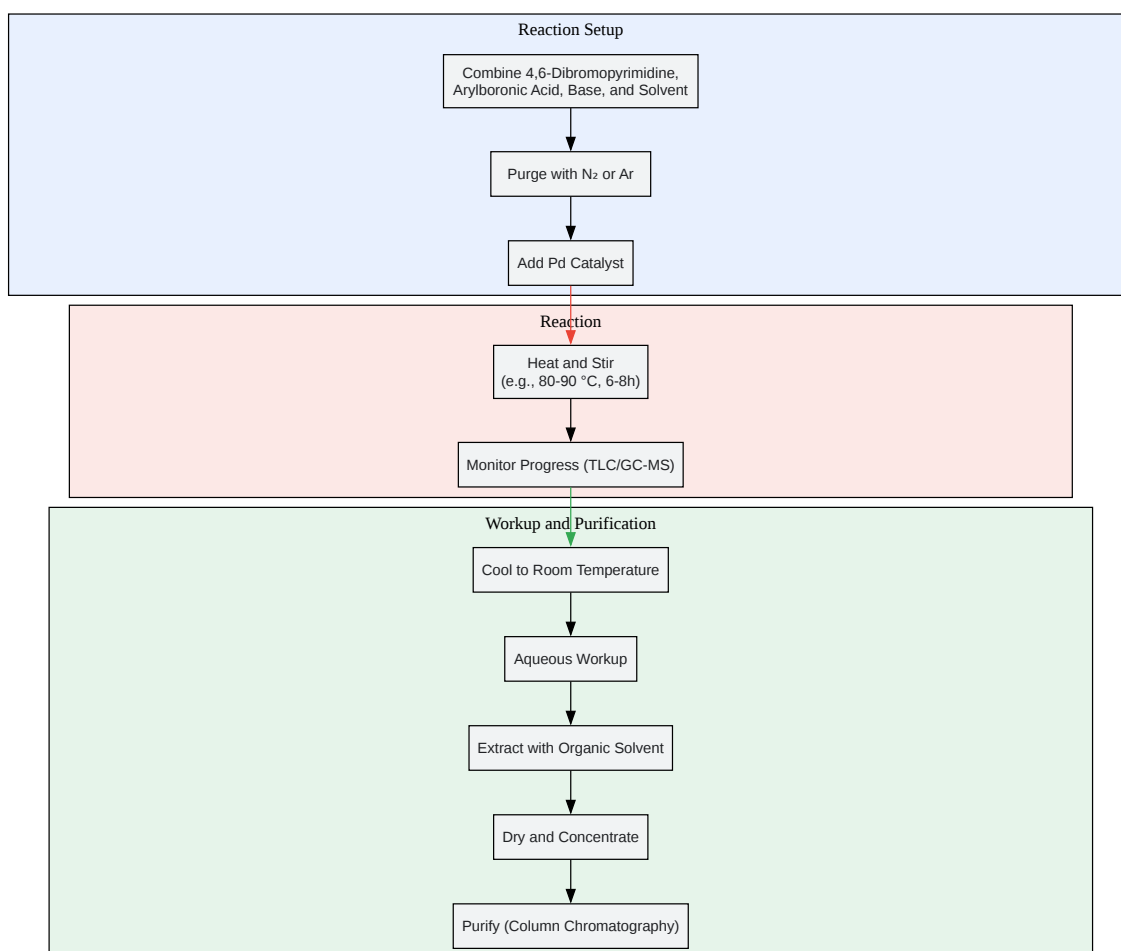 Reaction Setup
Combine 4,6-Dibromopyrimidine,
Arylboronic Acid, Base, and Solvent
Purge with N₂ or Ar
Add Pd Catalyst
Reaction
Heat and Stir
(e.g., 80-90 °C, 6-8h)
Monitor Progress (TLC/GC-MS)
Workup and Purification
Cool to Room Temperature
Aqueous Workup
Extract with Organic Solvent
Dry and Concentrate
Purify (Column Chromatography)